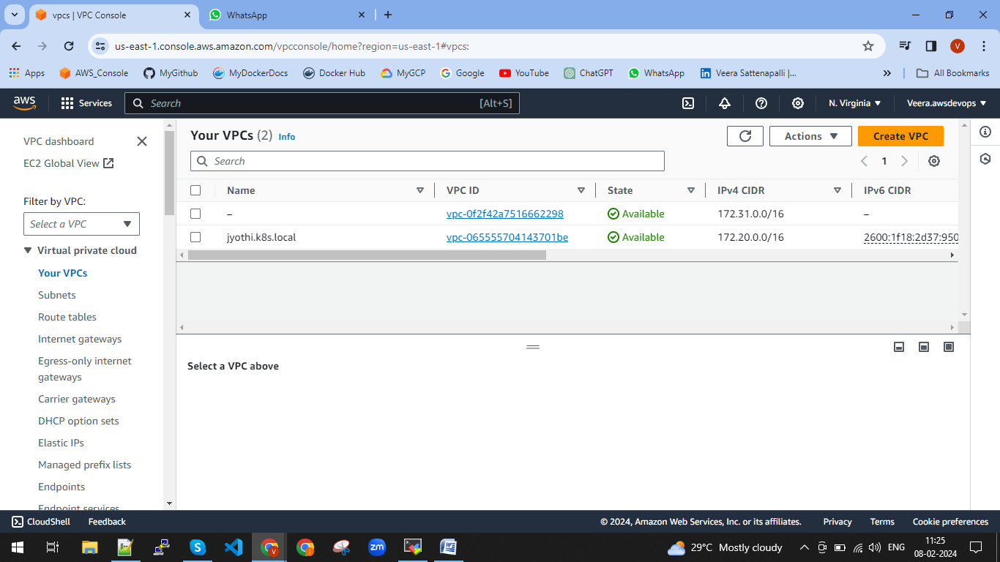 vpcs | VPC Console
WhatsApp
us-east-1.console.aws.amazon.com/vpcconsole/home?region=us-east-1#vpcs:
V
Apps
AWS_Console
MyGithub
MyDockerDocs
Docker Hub
MyGCP
Google
YouTube
ChatGPT
WhatsApp
Veera Sattenapalli |...
All Bookmarks
aws
Services
Search
[Alt+S]
N. Virginia
Veera.awsdevops
VPC dashboard
EC2 Global View
Filter by VPC:
Select a VPC
Virtual private cloud
Your VPCs
Subnets
Route tables
Internet gateways
Egress-only internet
gateways
Carrier gateways
DHCP option sets
Elastic IPs
Managed prefix lists
Endpoints
Endpoint services
Your VPCs (2) Info
Actions
Create VPC
Search
1
Name VPC ID State IPv4 CIDR IPv6 CIDR
– vpc-0f2f42a7516662298 Available 172.31.0.0/16 –
jyothi.k8s.local vpc-065555704143701be Available 172.20.0.0/16 2600:1f18:2d37:950
Select a VPC above
CloudShell
Feedback
© 2024, Amazon Web Services, Inc. or its affiliates.
Privacy
Terms
Cookie preferences
V
S
zm
W
29°C Mostly cloudy
ENG
11:25
08-02-2024